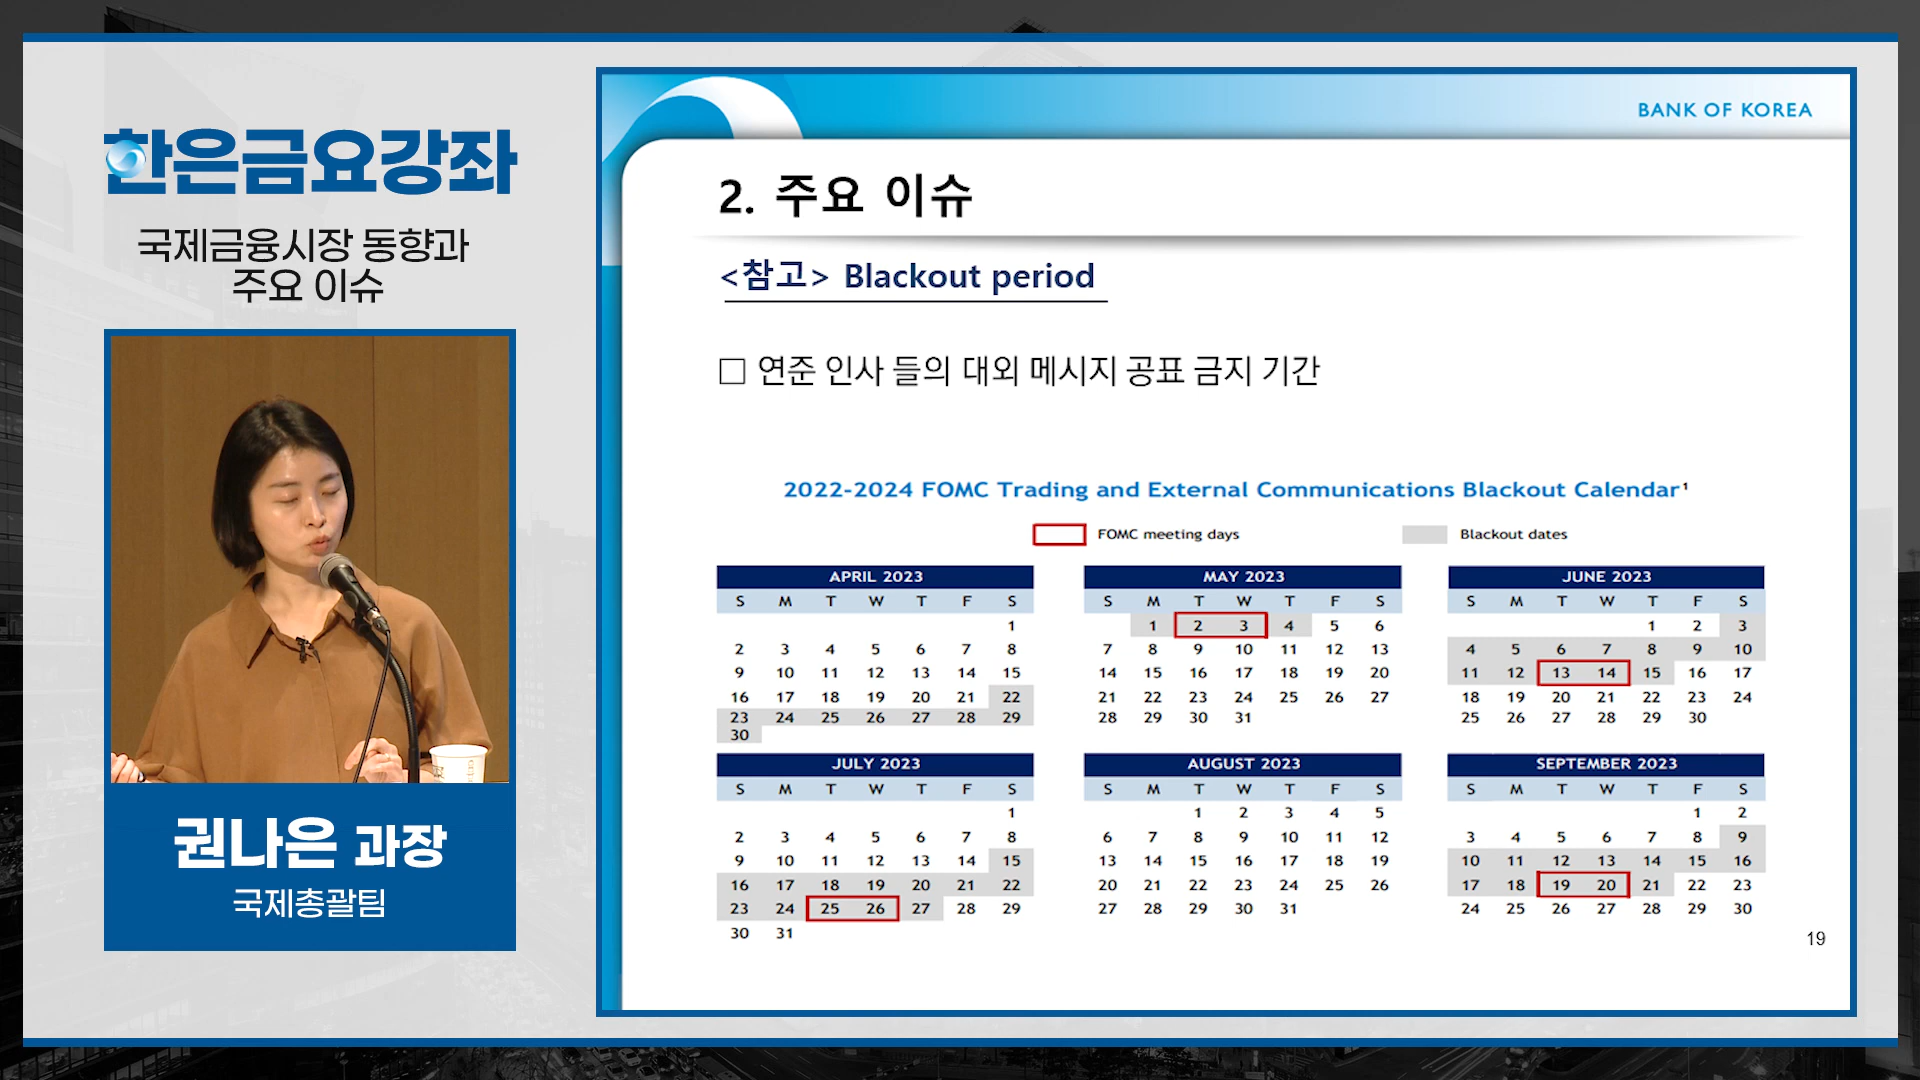 한은금요강좌
국제금융시장 동향과
주요 이슈
권나은 과장
국제총괄팀
BANK OF KOREA
2. 주요 이슈
<참고> Blackout period
□ 연준 인사 들의 대외 메시지 공표 금지 기간
2022-2024 FOMC Trading and External Communications Blackout Calendar¹
FOMC meeting days
Blackout dates
APRIL 2023
S M T W T F S
1
2 3 4 5 6 7 8
9 10 11 12 13 14 15
16 17 18 19 20 21 22
23 24 25 26 27 28 29
30
MAY 2023
S M T W T F S
1 2 3 4 5 6
7 8 9 10 11 12 13
14 15 16 17 18 19 20
21 22 23 24 25 26 27
28 29 30 31
JUNE 2023
S M T W T F S
1 2 3
4 5 6 7 8 9 10
11 12 13 14 15 16 17
18 19 20 21 22 23 24
25 26 27 28 29 30
JULY 2023
S M T W T F S
1
2 3 4 5 6 7 8
9 10 11 12 13 14 15
16 17 18 19 20 21 22
23 24 25 26 27 28 29
30 31
AUGUST 2023
S M T W T F S
1 2 3 4 5
6 7 8 9 10 11 12
13 14 15 16 17 18 19
20 21 22 23 24 25 26
27 28 29 30 31
SEPTEMBER 2023
S M T W T F S
1 2
3 4 5 6 7 8 9
10 11 12 13 14 15 16
17 18 19 20 21 22 23
24 25 26 27 28 29 30
19